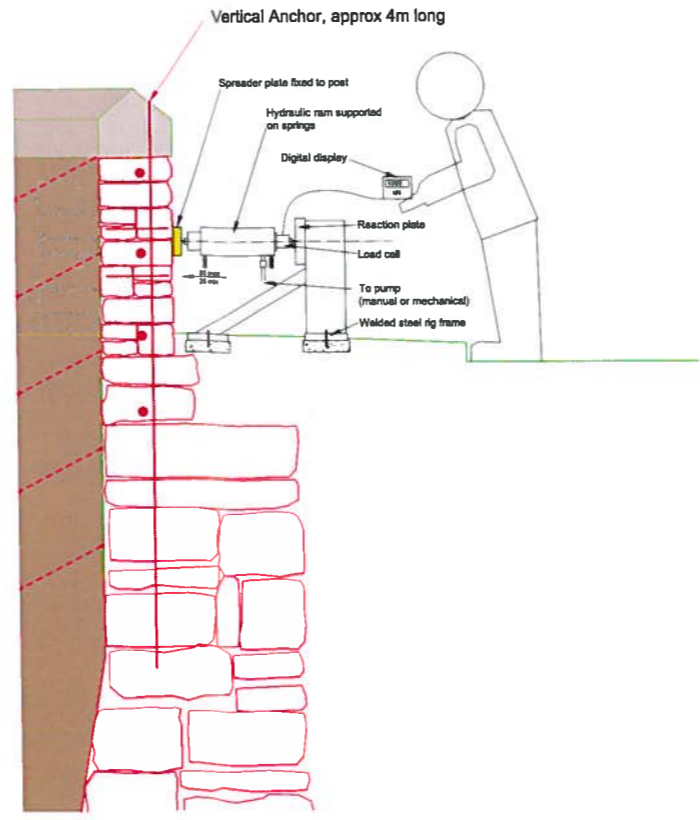 Vertical Anchor, approx 4m long
Spreader plate fixed to post
Hydraulic ram supported
on springs
Digital display
kN
Reaction plate
Load cell
To pump
(manual or mechanical)
Welded steel rig frame